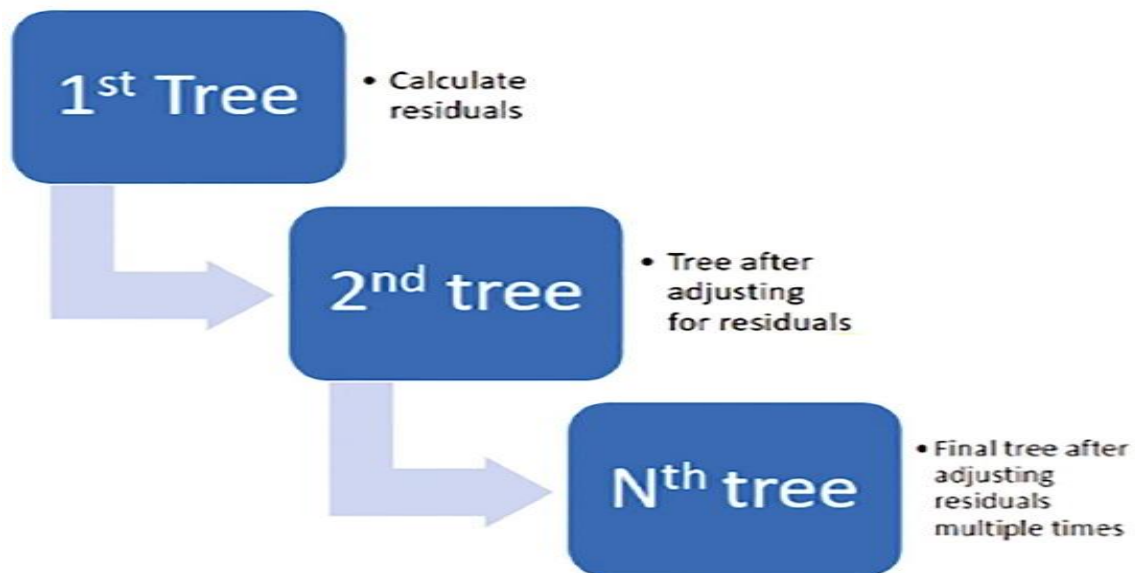 1st Tree
• Calculate
residuals
2nd tree
• Tree after
adjusting
for residuals
Nth tree
• Final tree after
adjusting
residuals
multiple times